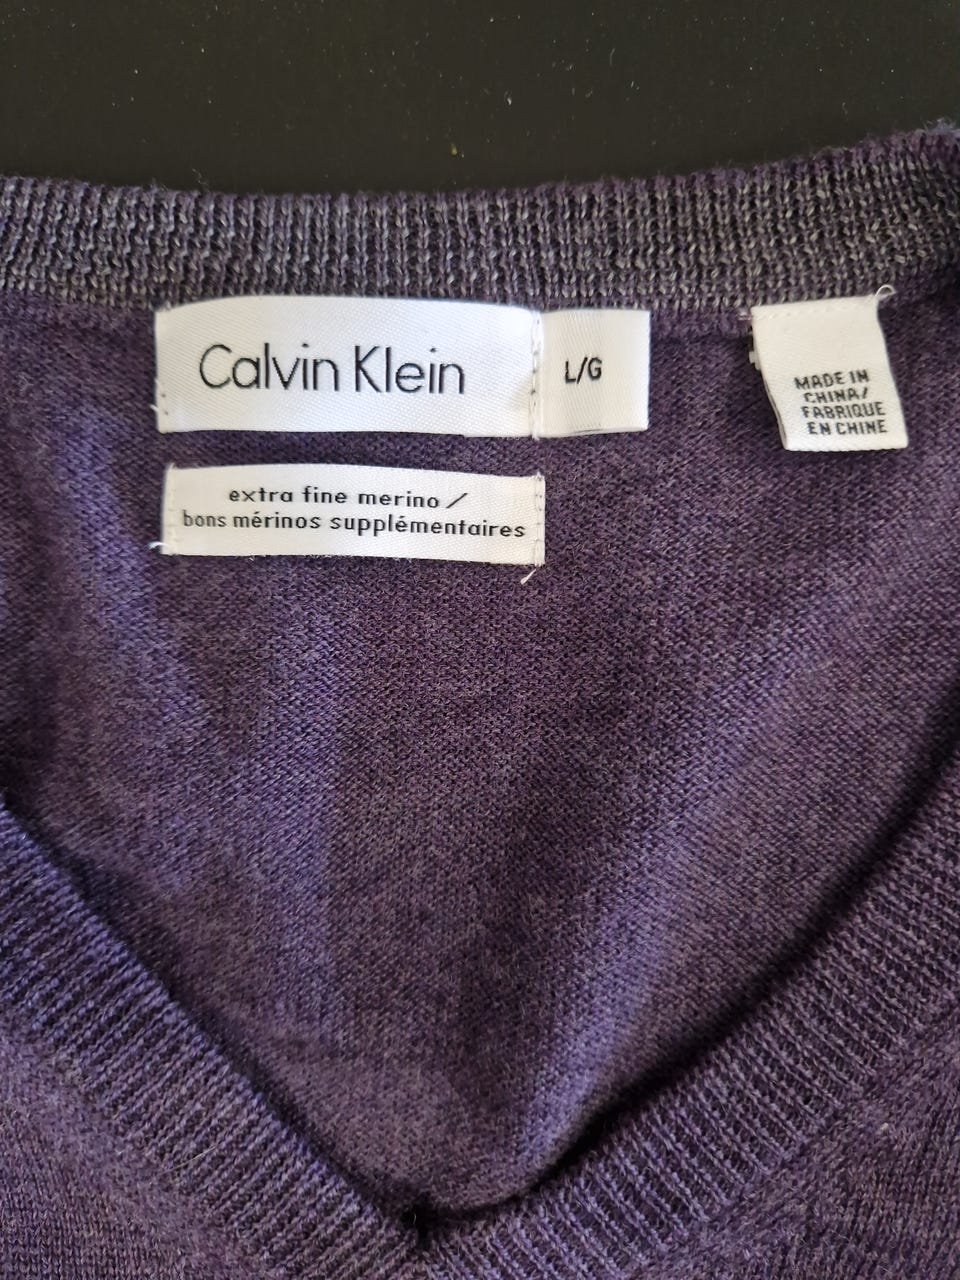 Calvin Klein
L/G
MADE IN
CHINA/
FABRIQUE
EN CHINE
extra fine merino /
bons mérinos supplémentaires